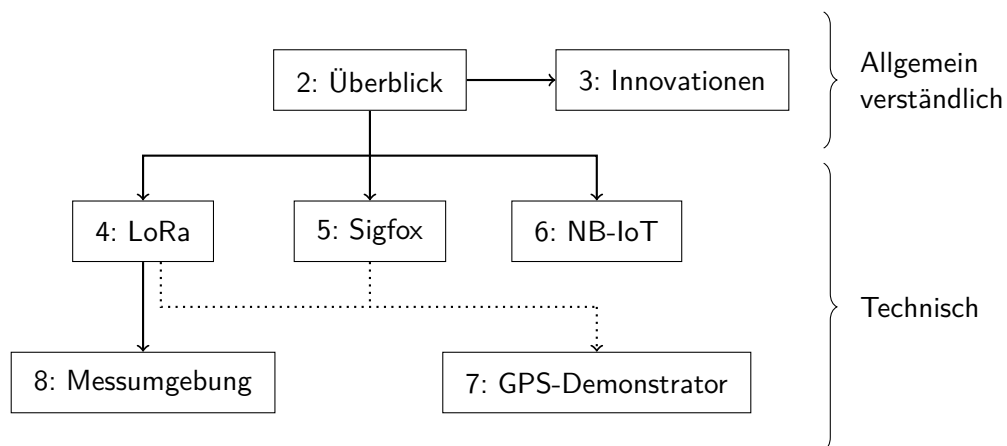 2: Überblick
3: Innovationen
Allgemein
verständlich
4: LoRa
5: Sigfox
6: NB-IoT
Technisch
8: Messumgebung
7: GPS-Demonstrator